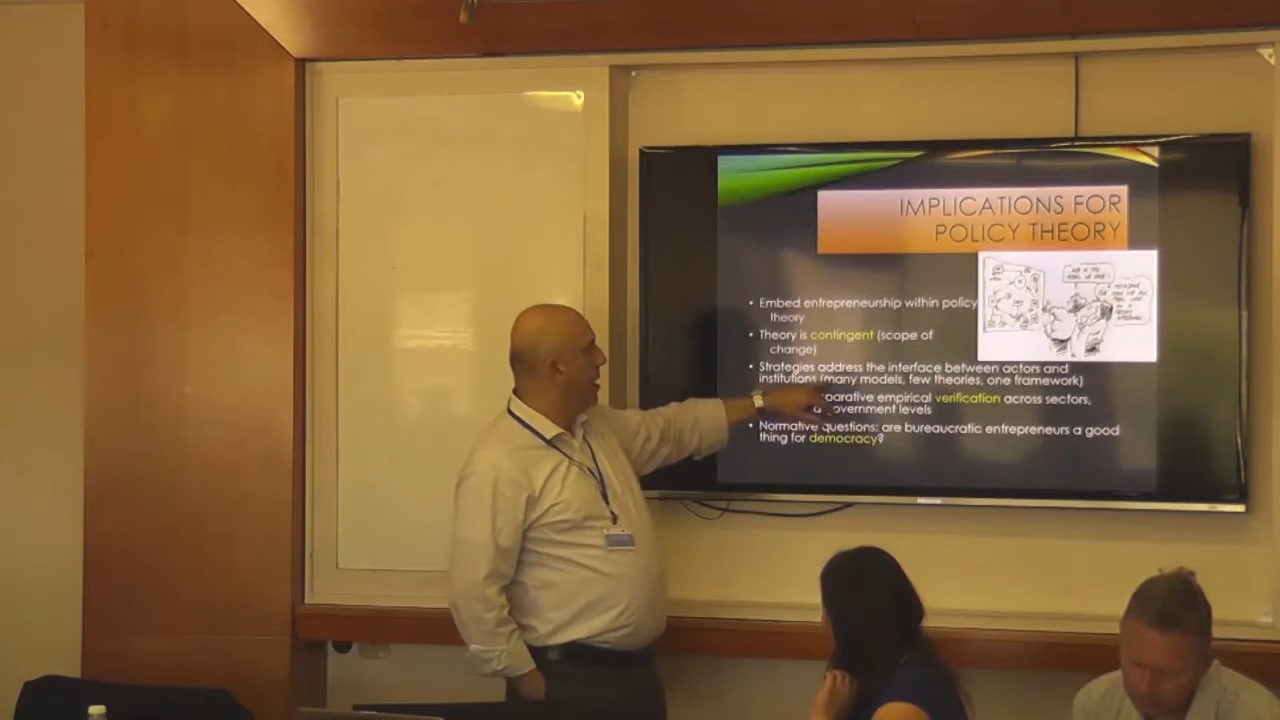 IMPLICATIONS FOR
POLICY THEORY
• Embed entrepreneurship within policy
theory
• Theory is contingent (scope of
change)
• Strategies address the interface between actors and
institutions (many models, few theories, one framework)
parative empirical verification across sectors,
overnment levels
• Normative questions: are bureaucratic entrepreneurs a good
thing for democracy?